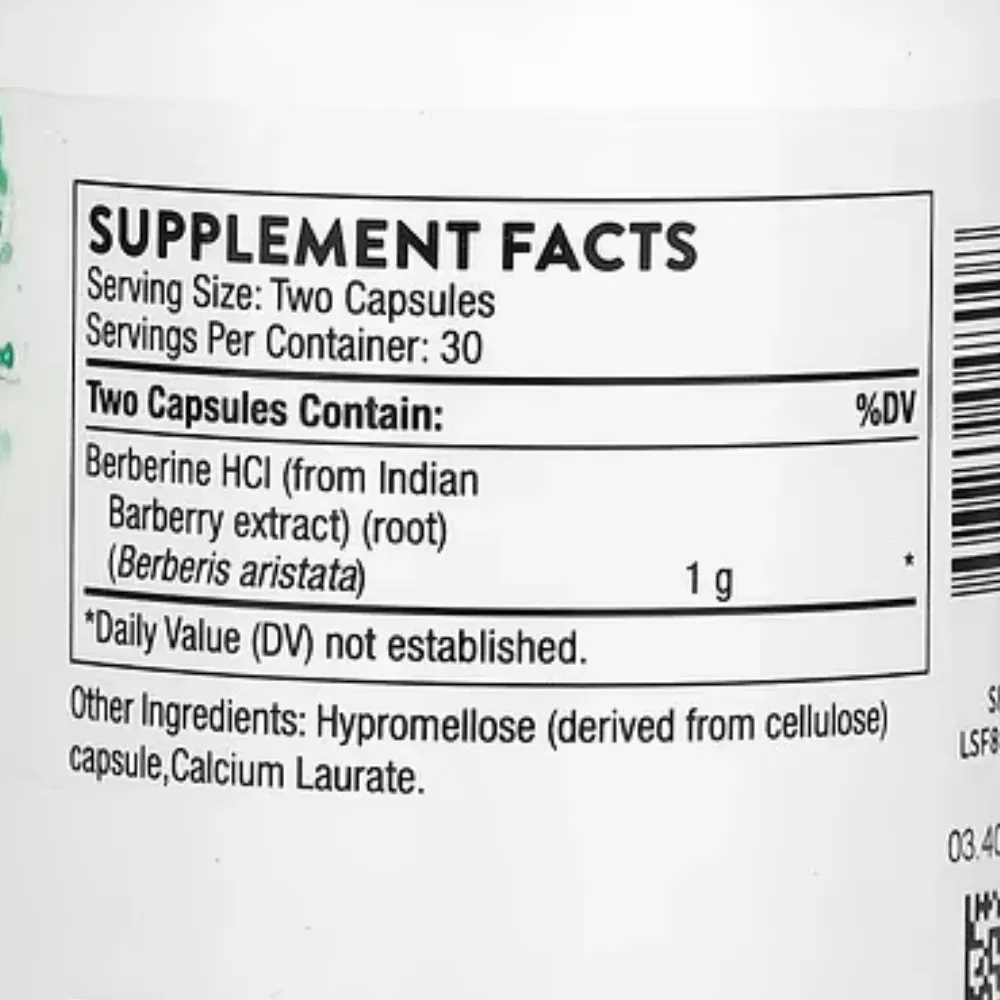 SUPPLEMENT FACTS
Serving Size: Two Capsules
Servings Per Container: 30
Two Capsules Contain: %DV
Berberine HCl (from Indian
Barberry extract) (root)
(Berberis aristata) 1 g *
*Daily Value (DV) not established.
Other Ingredients: Hypromellose (derived from cellulose)
capsule,Calcium Laurate.